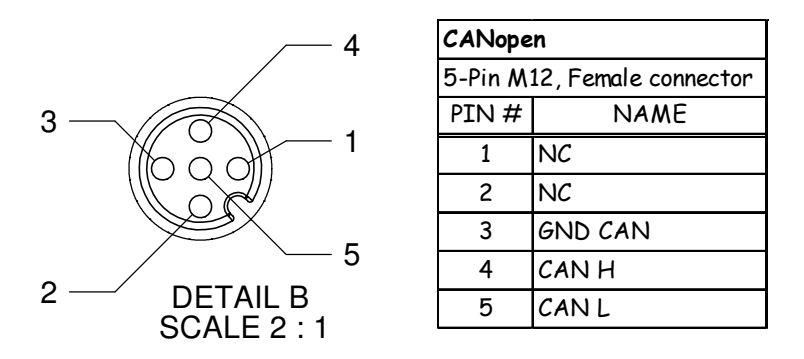 4
3
1
5
2
DETAIL B
SCALE 2 : 1
CANopen
5-Pin M12, Female connector
PIN # NAME
1 NC
2 NC
3 GND CAN
4 CAN H
5 CAN L